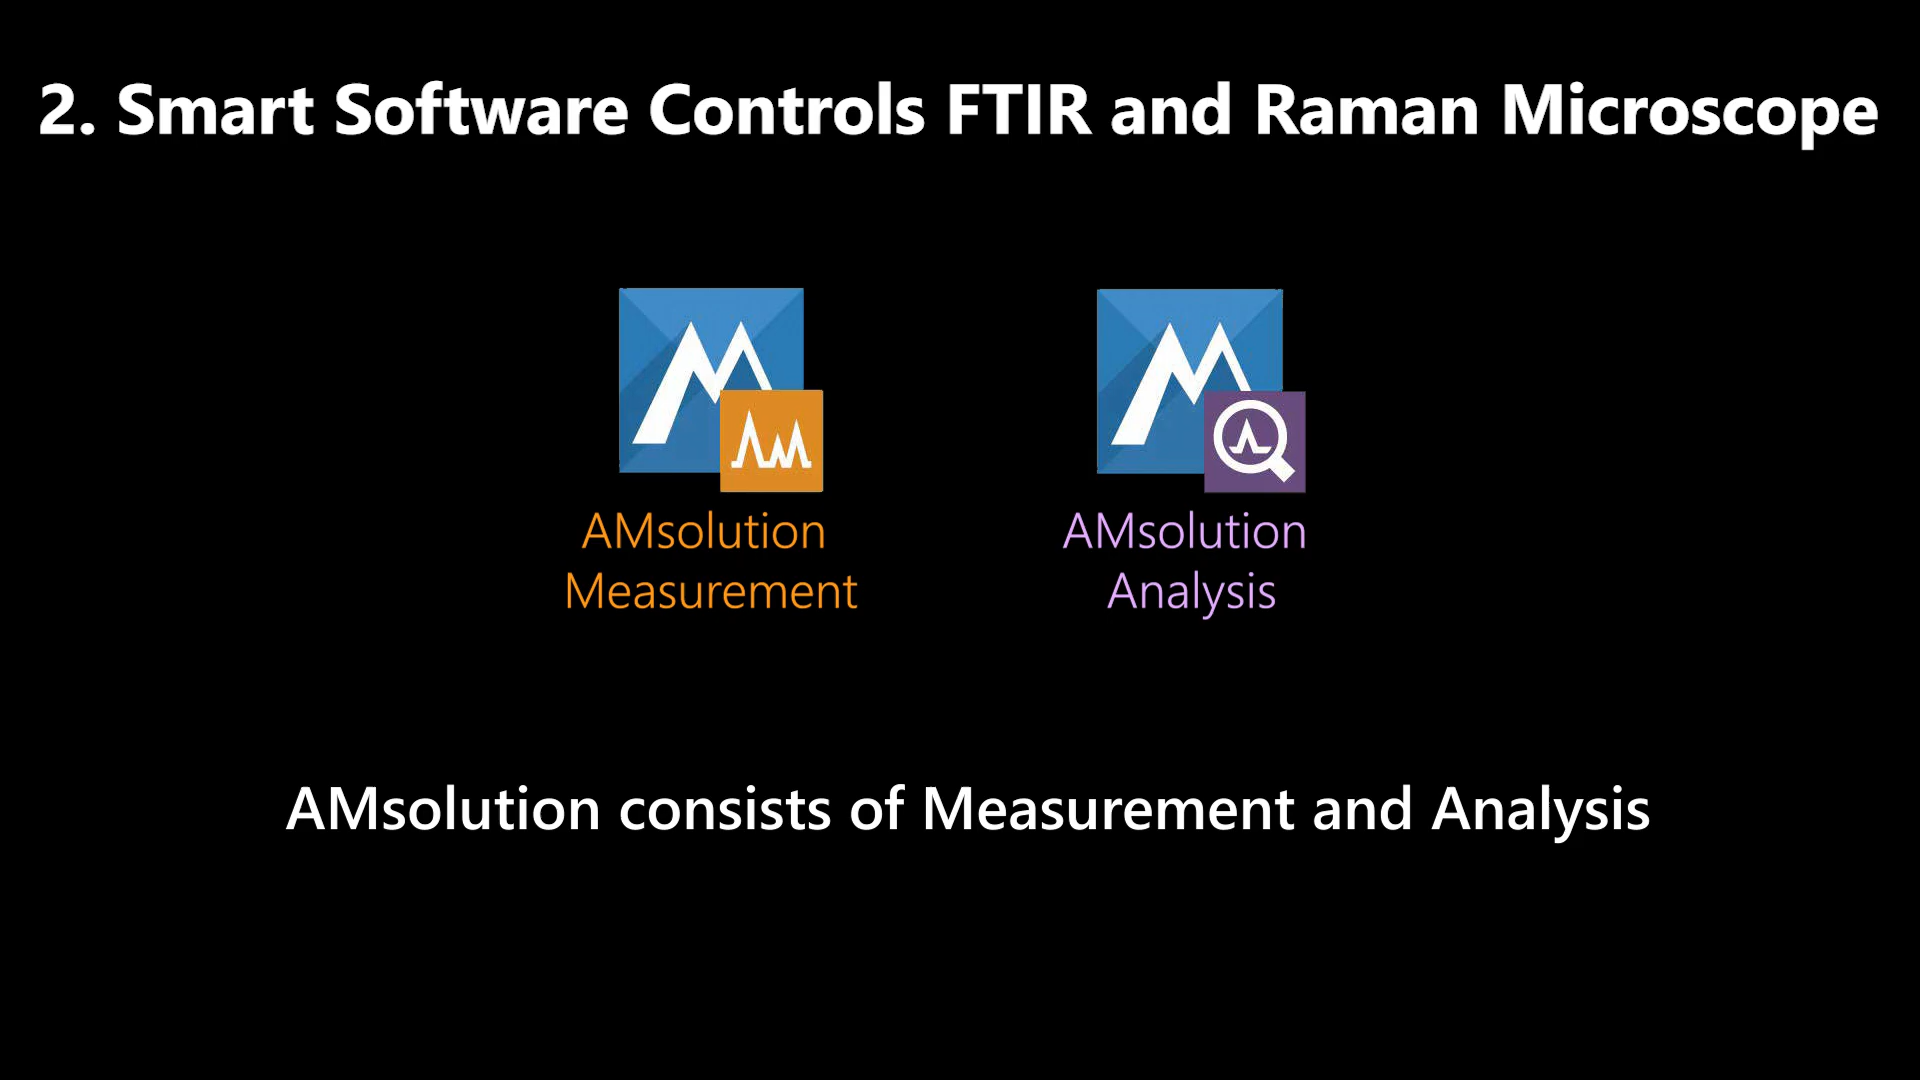 2. Smart Software Controls FTIR and Raman Microscope
AMsolution
Measurement
AMsolution
Analysis
AMsolution consists of Measurement and Analysis